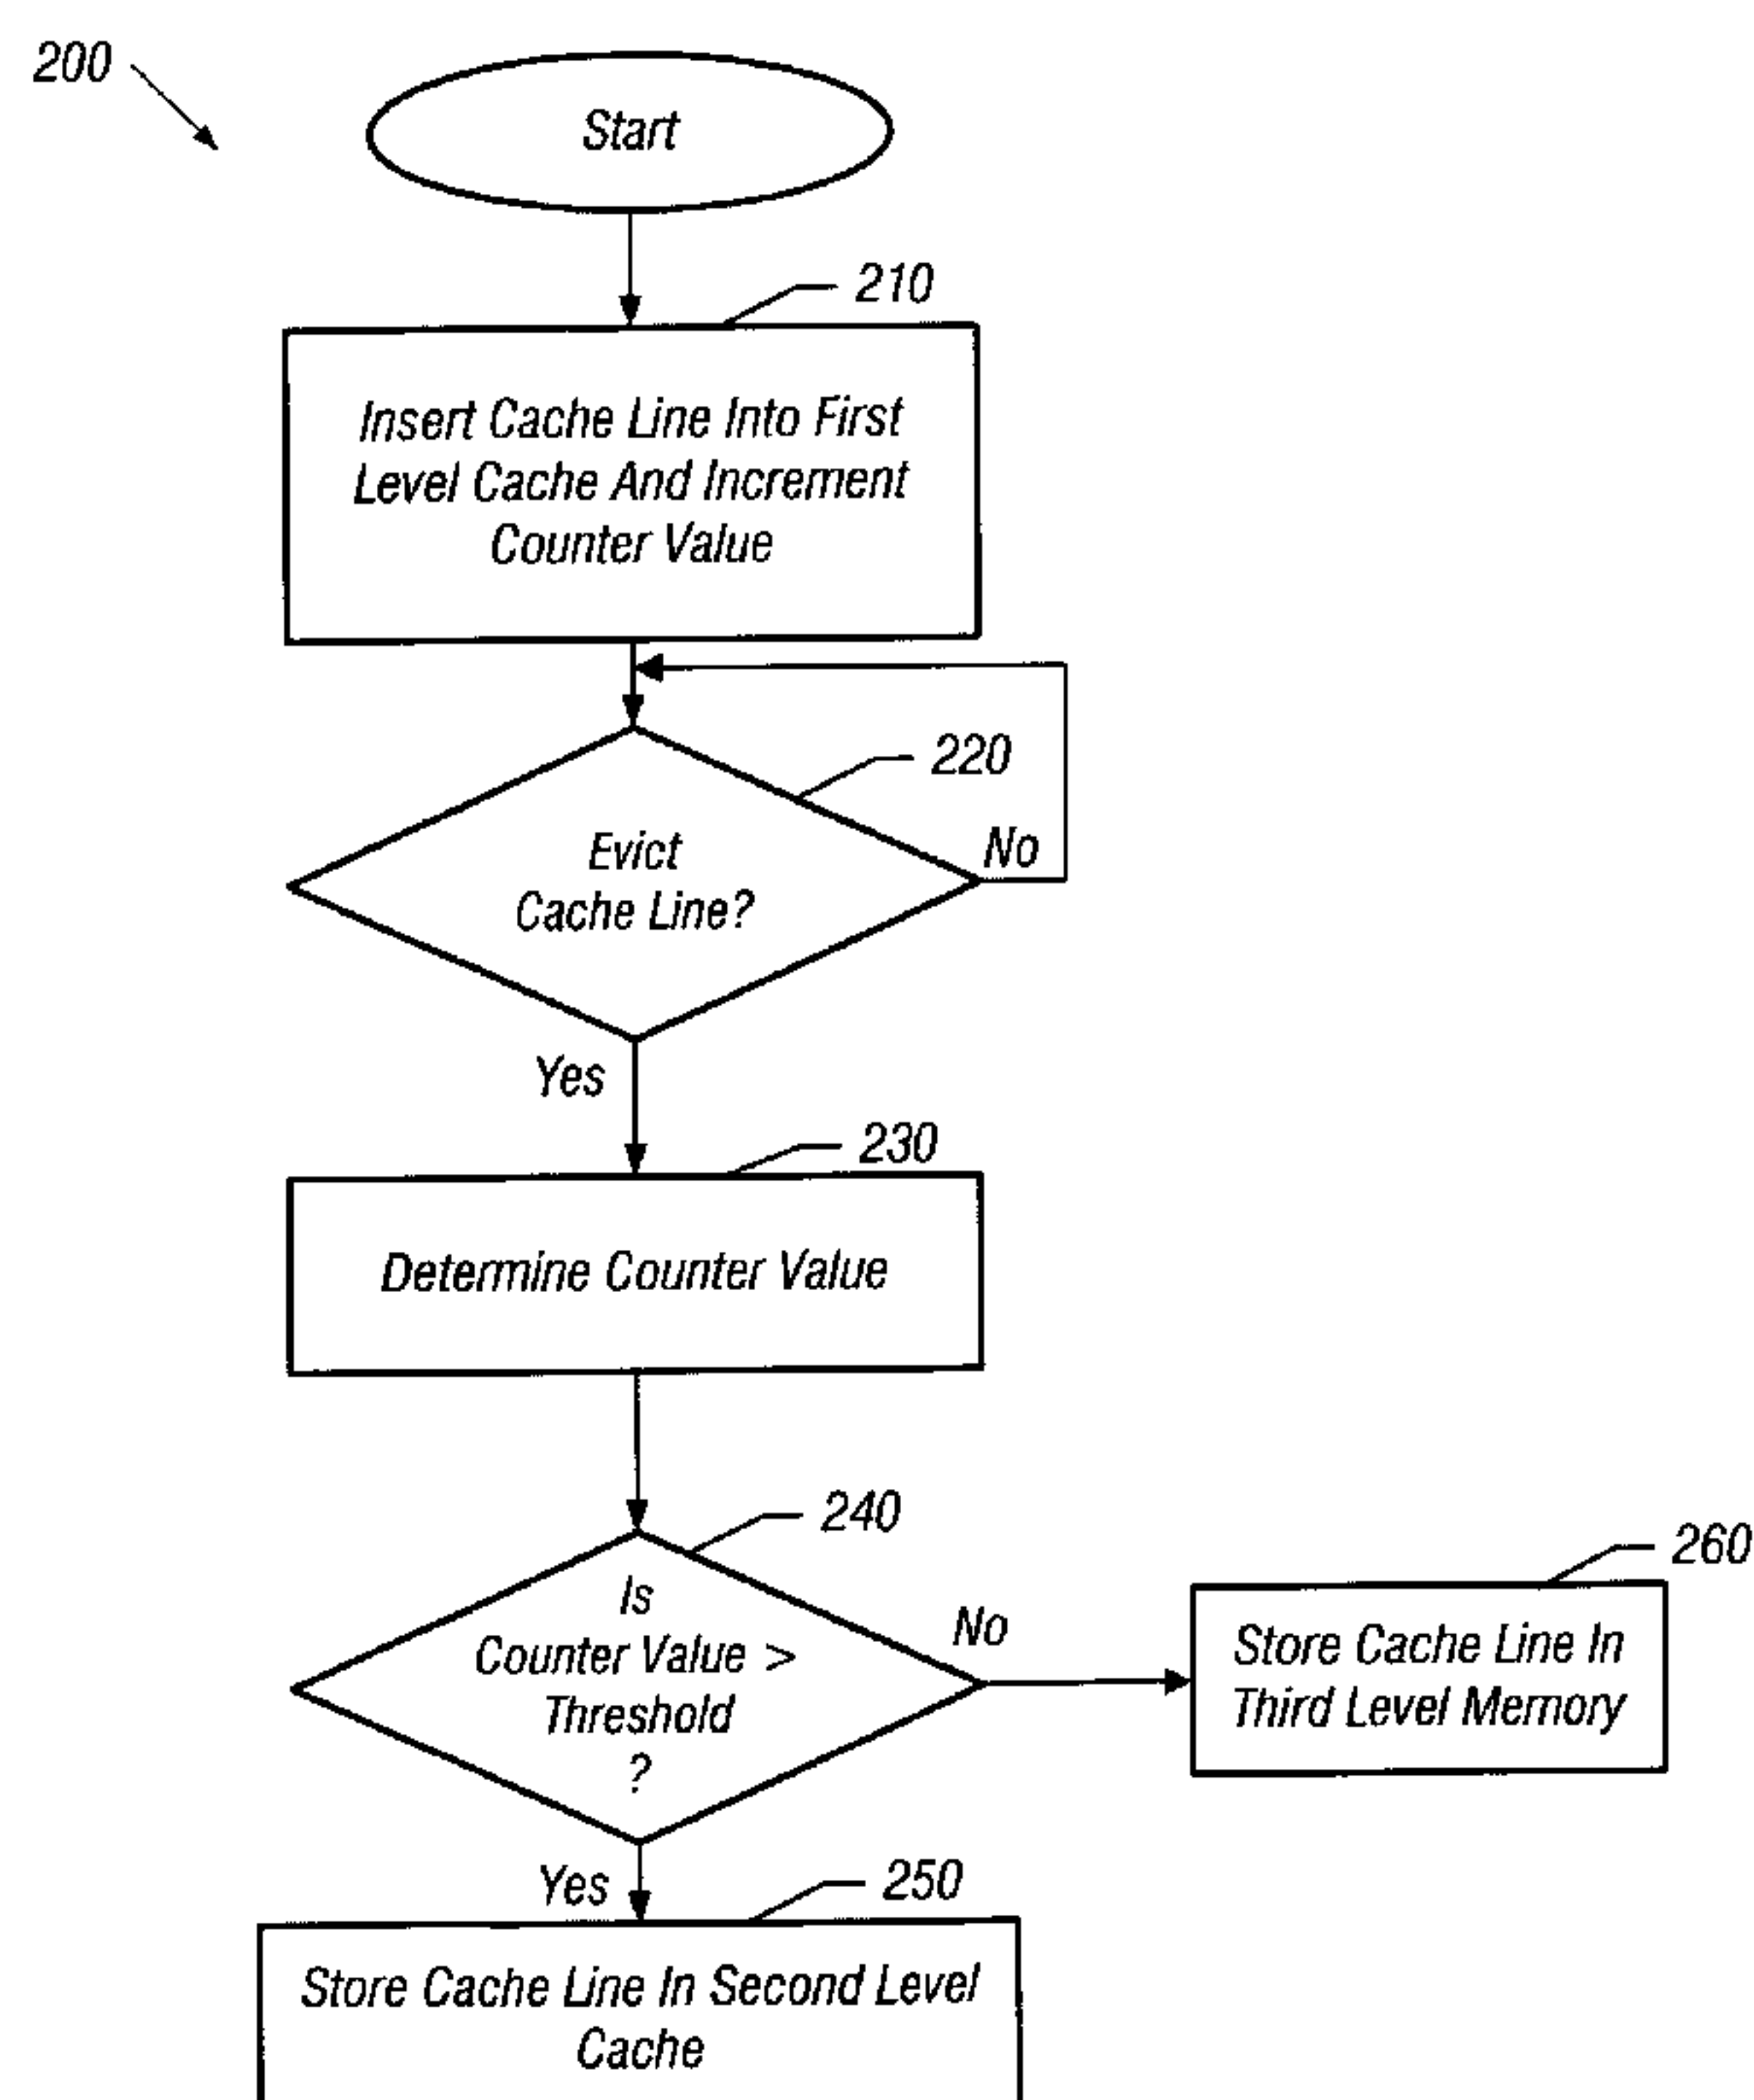 200
Start
210
Insert Cache Line Into First
Level Cache And Increment
Counter Value
220
Evict
Cache Line?
No
Yes
230
Determine Counter Value
240
Is
Counter Value >
Threshold
?
No
260
Store Cache Line In
Third Level Memory
Yes
250
Store Cache Line In Second Level
Cache